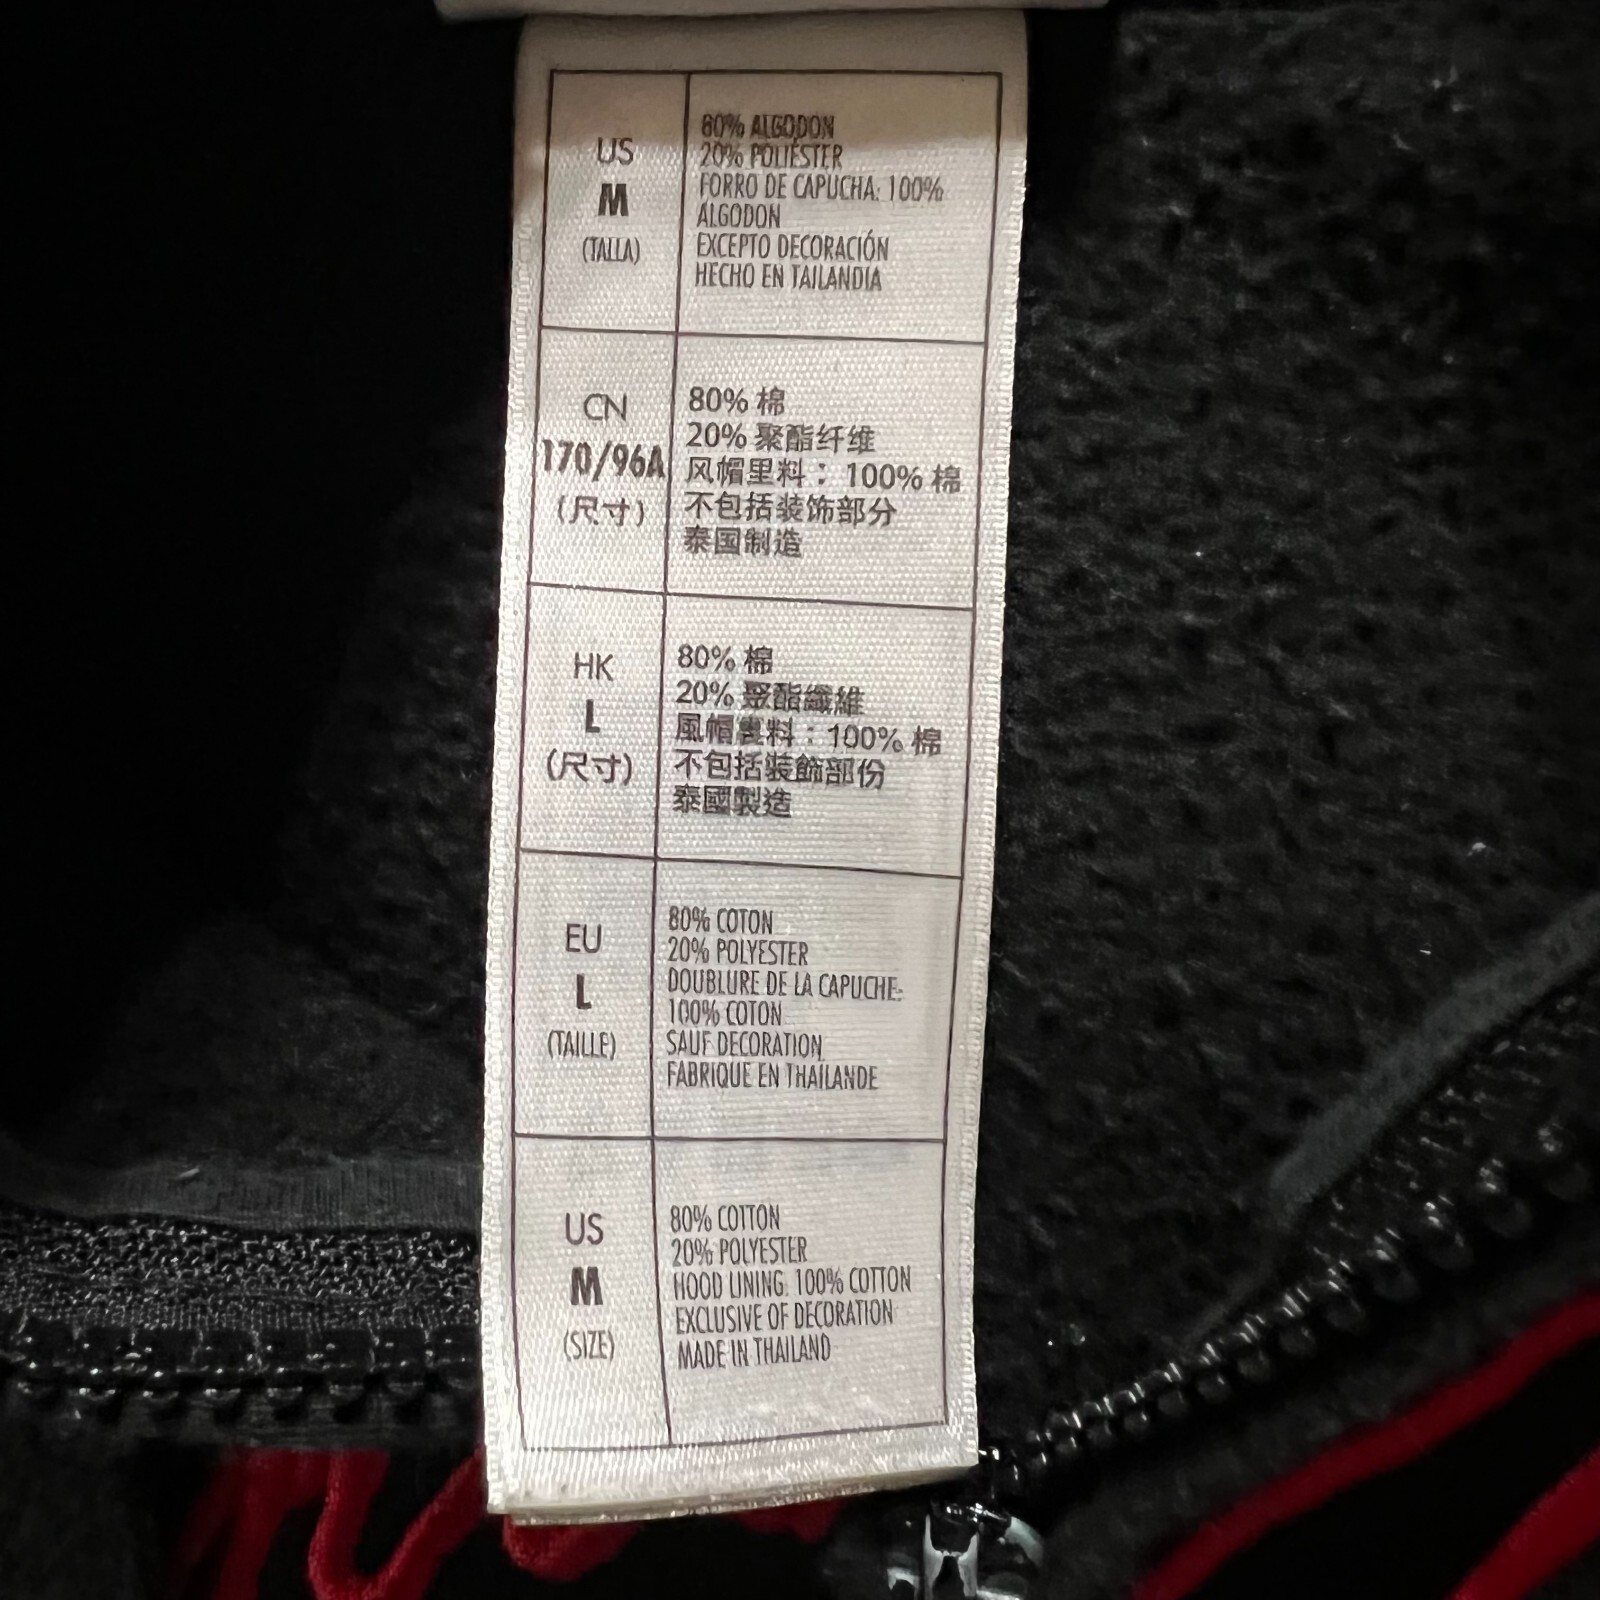 US
M
(TALLA)
80% ALGODON
20% POLIÉSTER
FORRO DE CAPUCHA: 100%
ALGODON
EXCEPTO DECORACIÓN
HECHO EN TAILANDIA
CN
170/96A
(尺寸)
80% 棉
20% 聚酯纤维
风帽里料：100% 棉
不包括装饰部分
泰国制造
HK
L
(尺寸)
80% 棉
20% 聚酯纖維
風帽裏料：100% 棉
不包括裝飾部份
泰國製造
EU
L
(TAILLE)
80% COTON
20% POLYESTER
DOUBLURE DE LA CAPUCHE:
100% COTON
SAUF DECORATION
FABRIQUE EN THAILANDE
US
M
(SIZE)
80% COTTON
20% POLYESTER
HOOD LINING: 100% COTTON
EXCLUSIVE OF DECORATION
MADE IN THAILAND